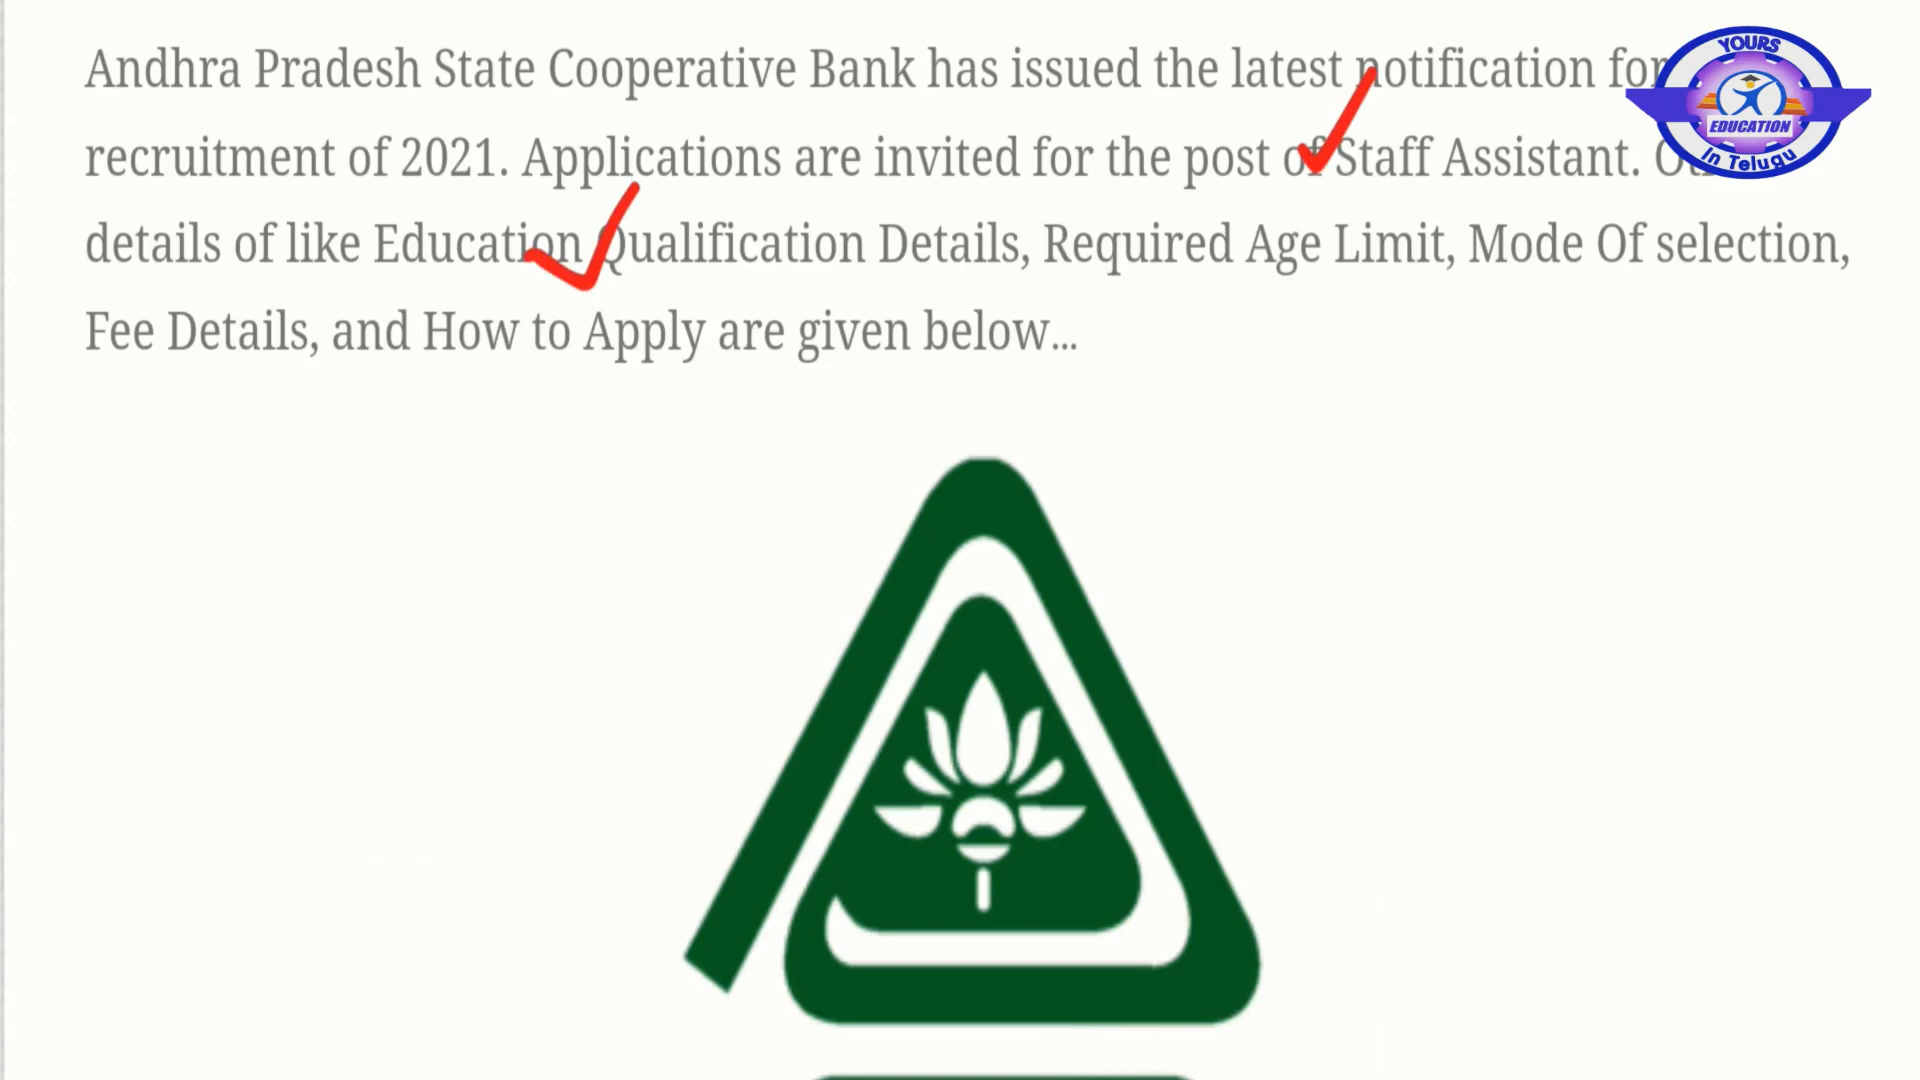 Andhra Pradesh State Cooperative Bank has issued the latest notification for
recruitment of 2021. Applications are invited for the post of Staff Assistant.
details of like Education Qualification Details, Required Age Limit, Mode Of selection,
Fee Details, and How to Apply are given below...
YOURS
EDUCATION
In Telugu